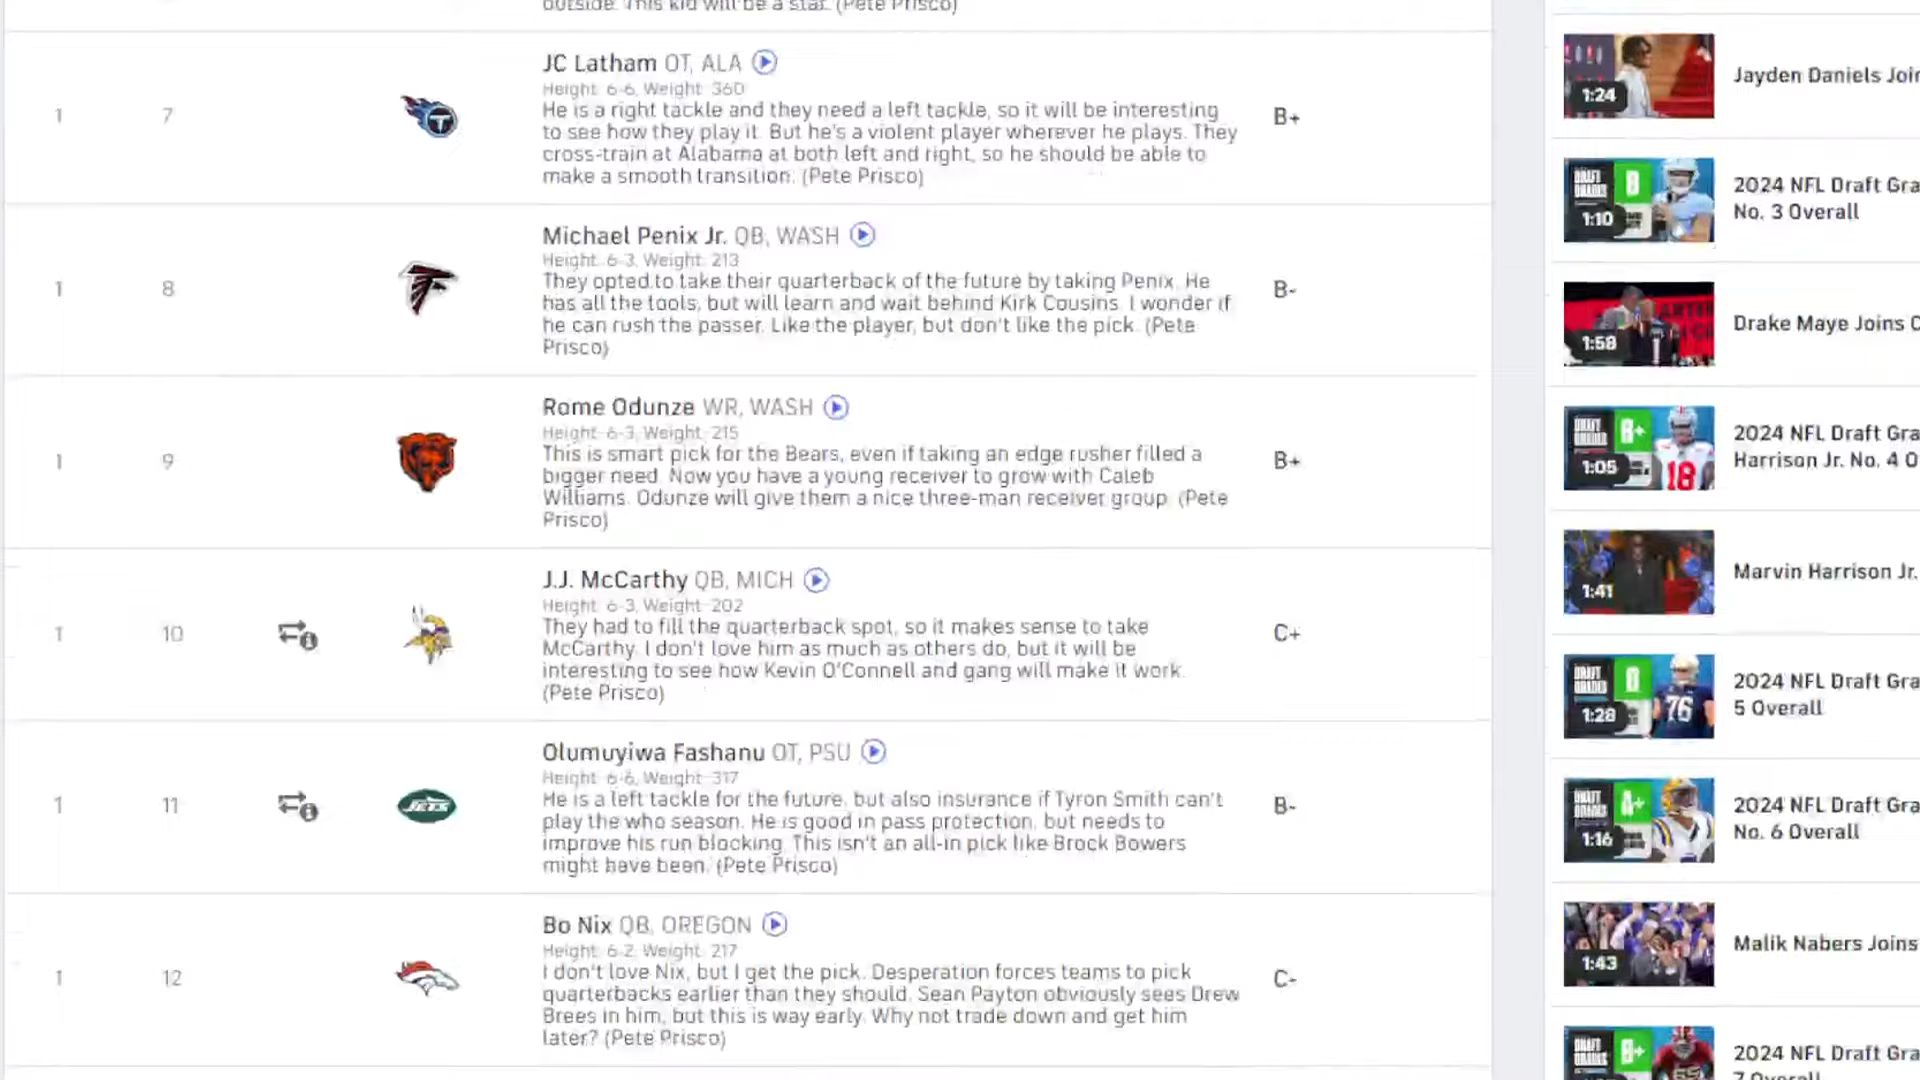 outside. This kid will be a star. (Pete Prisco)
JC Latham OT, ALA
Height: 6-6, Weight: 360
1 7 He is a right tackle and they need a left tackle, so it will be interesting B+
to see how they play it. But he's a violent player wherever he plays. They
cross-train at Alabama at both left and right, so he should be able to
make a smooth transition. (Pete Prisco)
Michael Penix Jr. QB, WASH
Height: 6-3, Weight: 213
1 8 They opted to take their quarterback of the future by taking Penix. He B-
has all the tools, but will learn and wait behind Kirk Cousins. I wonder if
he can rush the passer. Like the player, but don't like the pick. (Pete
Prisco)
Rome Odunze WR, WASH
Height: 6-3, Weight: 215
1 9 This is smart pick for the Bears, even if taking an edge rusher filled a B+
bigger need. Now you have a young receiver to grow with Caleb
Williams. Odunze will give them a nice three-man receiver group. (Pete
Prisco)
J.J. McCarthy QB, MICH
Height: 6-3, Weight: 202
1 10 They had to fill the quarterback spot, so it makes sense to take C+
McCarthy. I don't love him as much as others do, but it will be
interesting to see how Kevin O'Connell and gang will make it work.
(Pete Prisco)
Olumuyiwa Fashanu OT, PSU
Height: 6-6, Weight: 317
1 11 JETS He is a left tackle for the future, but also insurance if Tyron Smith can't B-
play the who season. He is good in pass protection, but needs to
improve his run blocking. This isn't an all-in pick like Brock Bowers
might have been. (Pete Prisco)
Bo Nix QB, OREGON
Height: 6-2, Weight: 217
1 12 I don't love Nix, but I get the pick. Desperation forces teams to pick C-
quarterbacks earlier than they should. Sean Payton obviously sees Drew
Brees in him, but this is way early. Why not trade down and get him
later? (Pete Prisco)
1:24 Jayden Daniels Join
DRAFT GRADES 1:10 2024 NFL Draft Gra
No. 3 Overall
1:58 Drake Maye Joins C
DRAFT GRADES 18 1:05 2024 NFL Draft Gra
Harrison Jr. No. 4 O
1:41 Marvin Harrison Jr.
DRAFT GRADES 76 1:28 2024 NFL Draft Gra
5 Overall
DRAFT GRADES A+ 1:16 2024 NFL Draft Gra
No. 6 Overall
1:43 Malik Nabers Joins
DRAFT GRADES B+ 2024 NFL Draft Gra
7 Overall